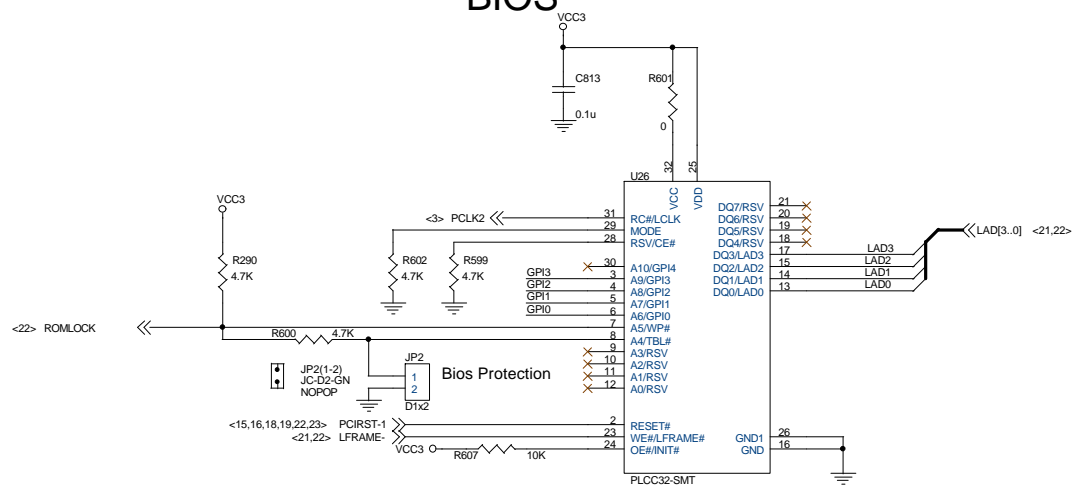 BIOS
VCC3
C813
0.1u
R601
0
32
25
U26
VCC
VDD
VCC3
R290
4.7K
<3> PCLK2
31 RC#/LCLK
29 MODE
28 RSV/CE#
R602
4.7K
R599
4.7K
30 A10/GPI4
GPI3 3 A9/GPI3
GPI2 4 A8/GPI2
GPI1 5 A7/GPI1
GPI0 6 A6/GPI0
<22> ROMLOCK
7 A5/WP#
R600 4.7K
8 A4/TBL#
9 A3/RSV
10 A2/RSV
11 A1/RSV
12 A0/RSV
JP2(1-2)
JC-D2-GN
NOPOP
JP2
1
2
D1x2
Bios Protection
<15,16,18,19,22,23> PCIRST-1
2 RESET#
<21,22> LFRAME-
23 WE#/LFRAME#
VCC3
R607
10K
24 OE#/INIT#
DQ7/RSV 21
DQ6/RSV 20
DQ5/RSV 19
DQ4/RSV 18
DQ3/LAD3 17 LAD3
DQ2/LAD2 15 LAD2
DQ1/LAD1 14 LAD1
DQ0/LAD0 13 LAD0
LAD[3..0] <21,22>
GND1 26
GND 16
PLCC32-SMT